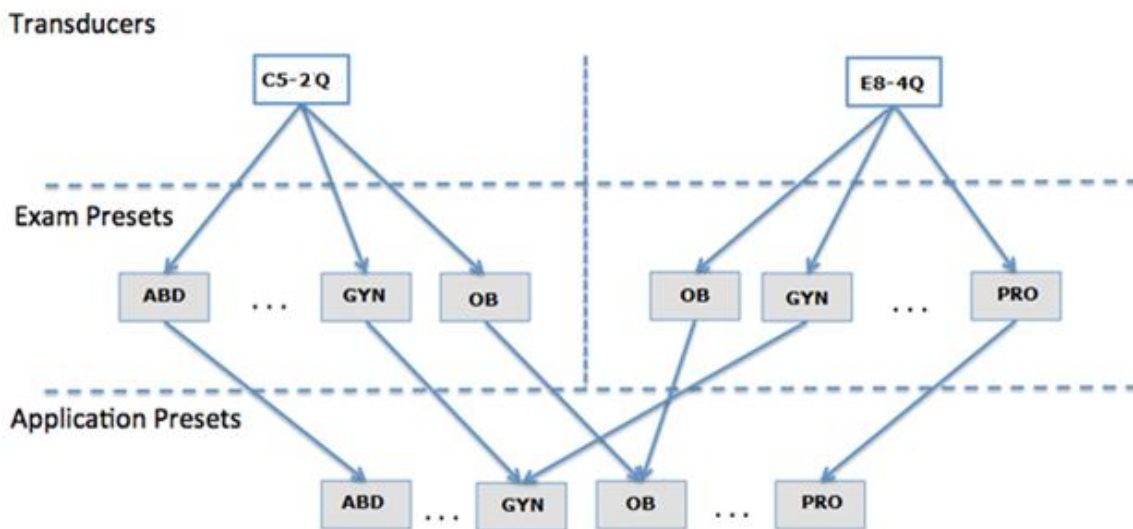 Transducers
C5-2Q E8-4Q
Exam Presets
ABD ... GYN OB OB GYN ... PRO
Application Presets
ABD ... GYN OB ... PRO